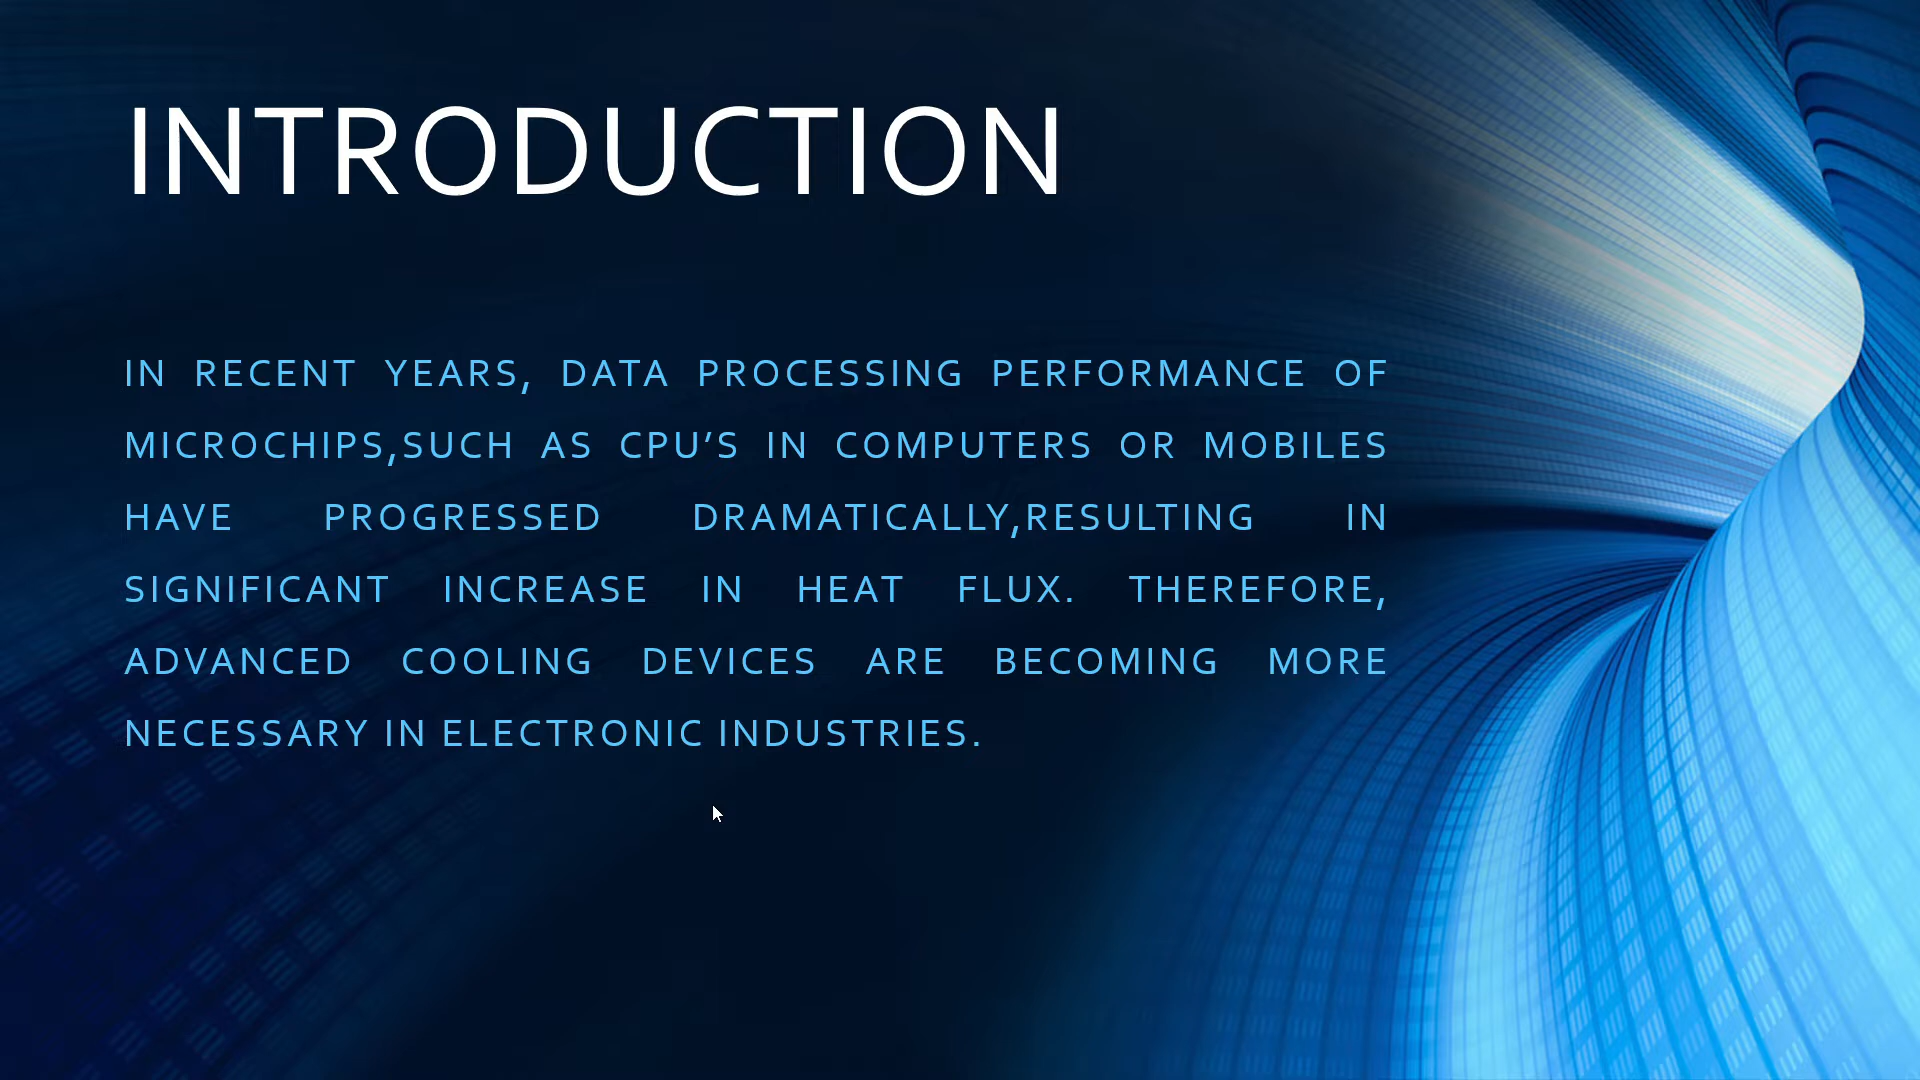 INTRODUCTION
IN RECENT YEARS, DATA PROCESSING PERFORMANCE OF
MICROCHIPS,SUCH AS CPU’S IN COMPUTERS OR MOBILES
HAVE PROGRESSED DRAMATICALLY,RESULTING IN
SIGNIFICANT INCREASE IN HEAT FLUX. THEREFORE,
ADVANCED COOLING DEVICES ARE BECOMING MORE
NECESSARY IN ELECTRONIC INDUSTRIES.